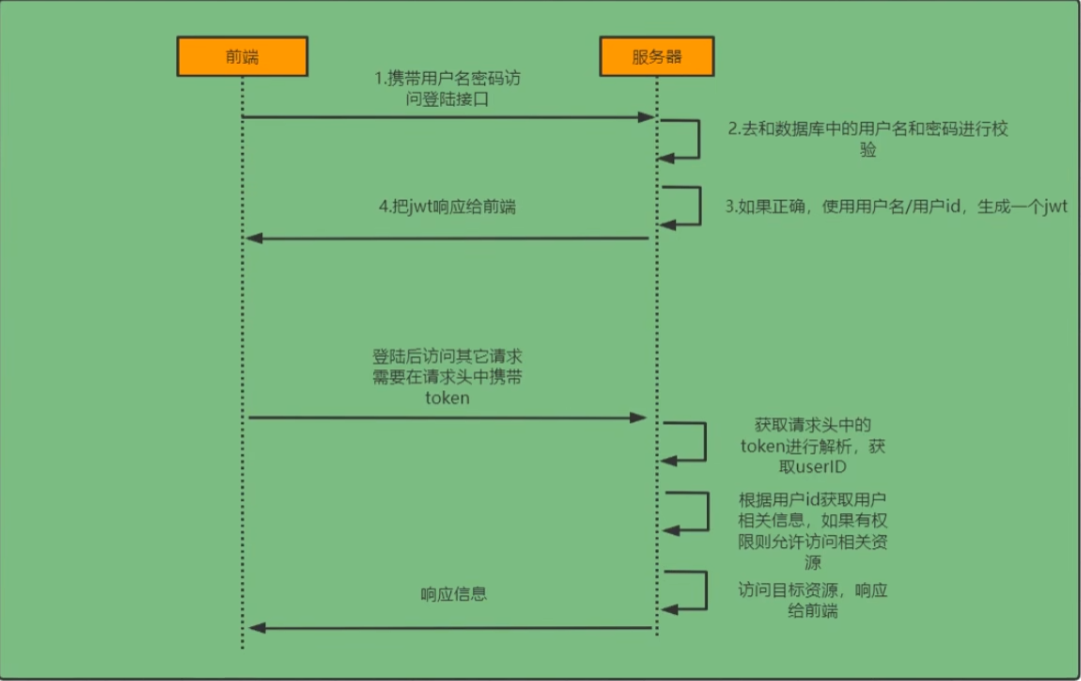 前端
服务器
1.携带用户名密码访
问登陆接口
2.去和数据库中的用户名和密码进行校
验
4.把jwt响应给前端
3.如果正确，使用用户名/用户id，生成一个jwt
登陆后访问其它请求
需要在请求头中携带
token
获取请求头中的
token进行解析，获
取userID
根据用户id获取用户
相关信息，如果有权
限则允许访问相关资
源
响应信息
访问目标资源，响应
给前端